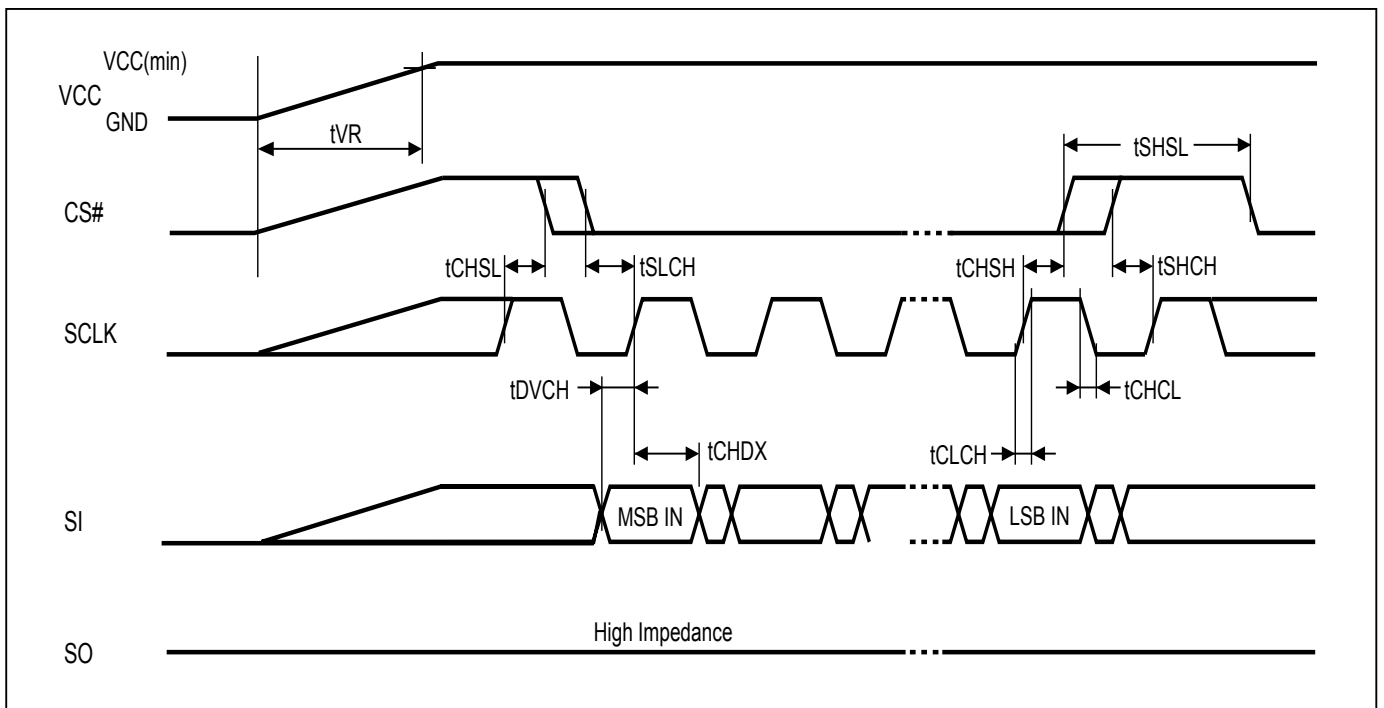 VCC(min)
VCC
GND
tVR
tSHSL
CS#
tCHSL
tSLCH
tCHSH
tSHCH
SCLK
tDVCH
tCHCL
tCHDX
tCLCH
SI
MSB IN
LSB IN
High Impedance
SO